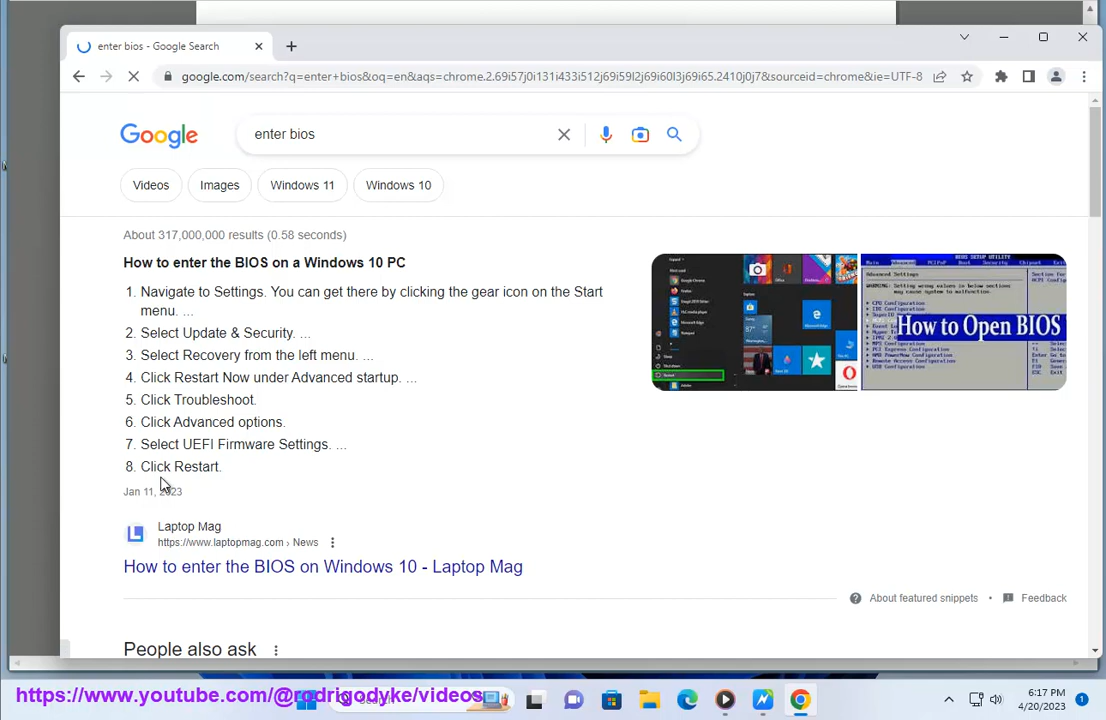 enter bios - Google Search
google.com/search?q=enter+bios&oq=en&aqs=chrome.2.69i57j0i131i433i512j69i59l2j69i60l3j69i65.2410j0j7&sourceid=chrome&ie=UTF-8
Google
enter bios
Videos
Images
Windows 11
Windows 10
About 317,000,000 results (0.58 seconds)
How to enter the BIOS on a Windows 10 PC
1. Navigate to Settings. You can get there by clicking the gear icon on the Start
menu. ...
2. Select Update & Security. ...
3. Select Recovery from the left menu. ...
4. Click Restart Now under Advanced startup. ...
5. Click Troubleshoot.
6. Click Advanced options.
7. Select UEFI Firmware Settings. ...
8. Click Restart.
Jan 11, 2023
How to Open BIOS
Laptop Mag
https://www.laptopmag.com › News
How to enter the BIOS on Windows 10 - Laptop Mag
About featured snippets
Feedback
People also ask
https://www.youtube.com/@rodrigodyke/videos
6:17 PM
4/20/2023
1